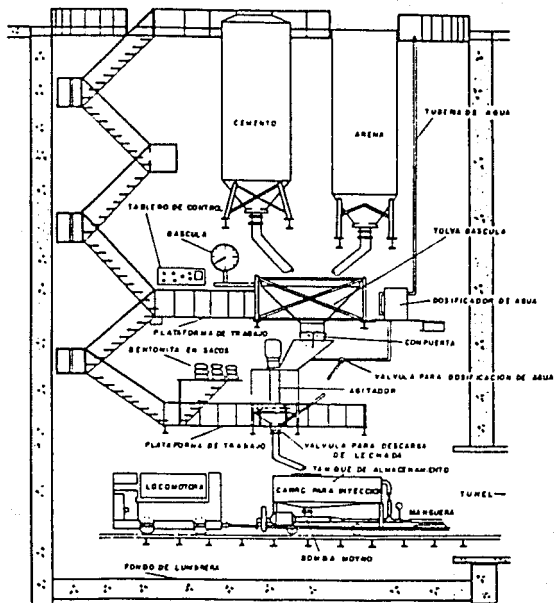 CEMENTO
ARENA
TUBERIA DE AGUA
TABLERO DE CONTROL
BASCULA
TOLVA BASCULA
DOSIFICADOR DE AGUA
PLATAFORMA DE TRABAJO
COMPUERTA
BENTONITA EN SACOS
VALVULA PARA DOSIFICACION DE AGUA
AGITADOR
PLATAFORMA DE TRABAJO
VALVULA PARA DESCARGA
DE LECHADA
TANQUE DE ALMACENAMIENTO
LOCOMOTORA
CARRO PARA INYECCION
TUNEL
MANGUERA
BOMBA MOYNO
FONDO DE LUMBRERA